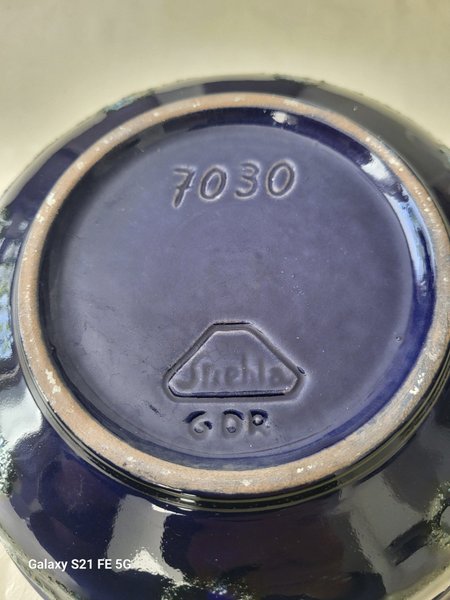 7030
Strehla
GDR
Galaxy S21 FE 5G